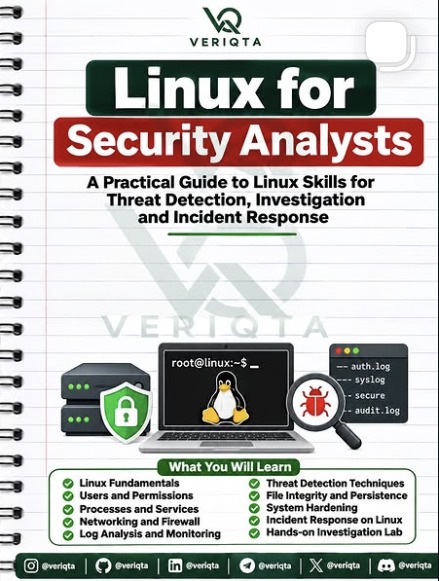 VERIQTA
Linux for
Security Analysts
A Practical Guide to Linux Skills for
Threat Detection, Investigation
and Incident Response
VERIQTA
root@linux:~$ _
--- auth.log
--- syslog
--- secure
--- audit.log
What You Will Learn
Linux Fundamentals
Users and Permissions
Processes and Services
Networking and Firewall
Log Analysis and Monitoring
Threat Detection Techniques
File Integrity and Persistence
System Hardening
Incident Response on Linux
Hands-on Investigation Lab
@veriqta | @veriqta | @veriqta | @veriqta | @veriqta | @veriqta